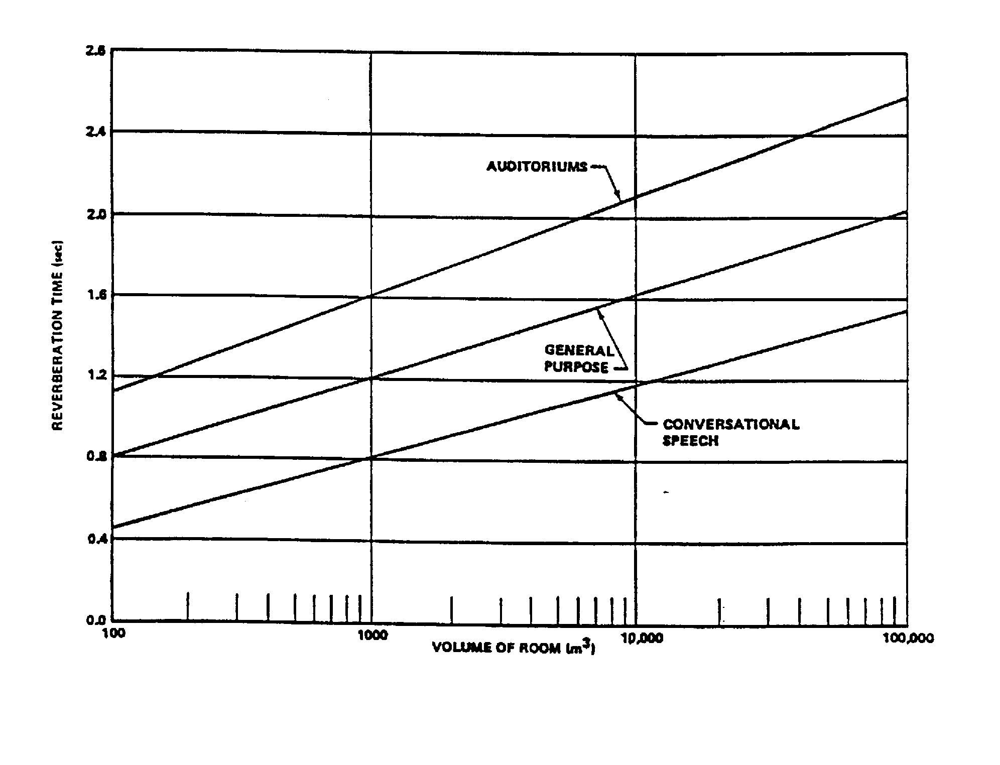 2.6
2.4
AUDITORIUMS
2.0
REVERBERATION TIME (sec)
1.6
GENERAL
PURPOSE
1.2
CONVERSATIONAL
SPEECH
0.8
0.4
0.0
100
1000
10,000
100,000
VOLUME OF ROOM (m³)